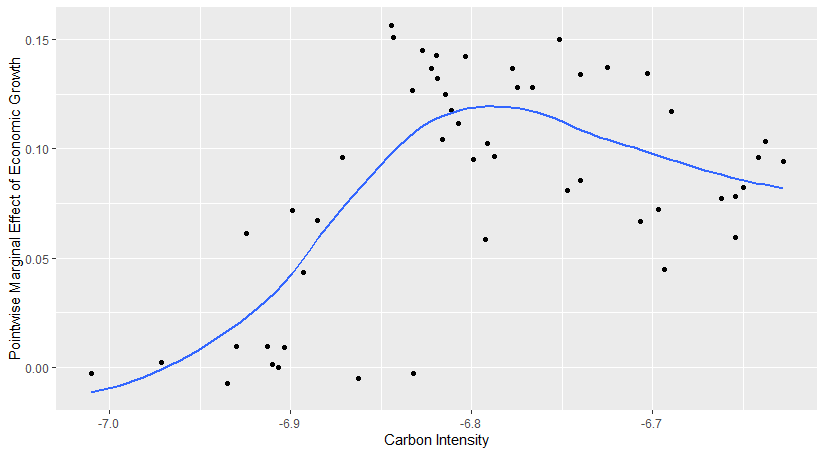 Pointwise Marginal Effect of Economic Growth
0.15
0.10
0.05
0.00
-7.0 -6.9 -6.8 -6.7
Carbon Intensity